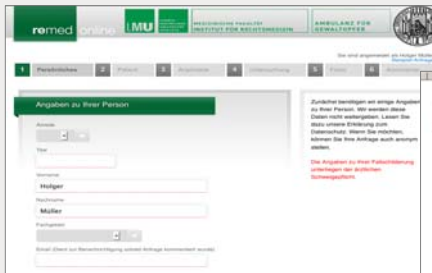 remed online
LMU
MEDIZINISCHE FAKULTÄT
INSTITUT FÜR RECHTSMEDIZIN
AMBULANZ FÜR
GEWALTOPFER
Sie sind angemeldet als Holger Müller
1 Persönliches 2 Patient 3 Anamnese 4 Untersuchung 5 Fotos 6
Angaben zu Ihrer Person
Anrede
Titel
Vorname
Holger
Nachname
Müller
Fachgebiet
Email (Dient zur Benachrichtigung sobald Anfrage kommentiert wurde)
Zunächst benötigen wir einige Angaben
zu Ihrer Person. Wir werden diese
Daten nicht weitergeben. Lesen Sie
dazu unsere Erklärung zum
Datenschutz. Wenn Sie möchten,
können Sie Ihre Anfrage auch anonym
stellen.
Die Angaben zu Ihrer Fallschilderung
unterliegen der ärztlichen
Schweigepflicht.